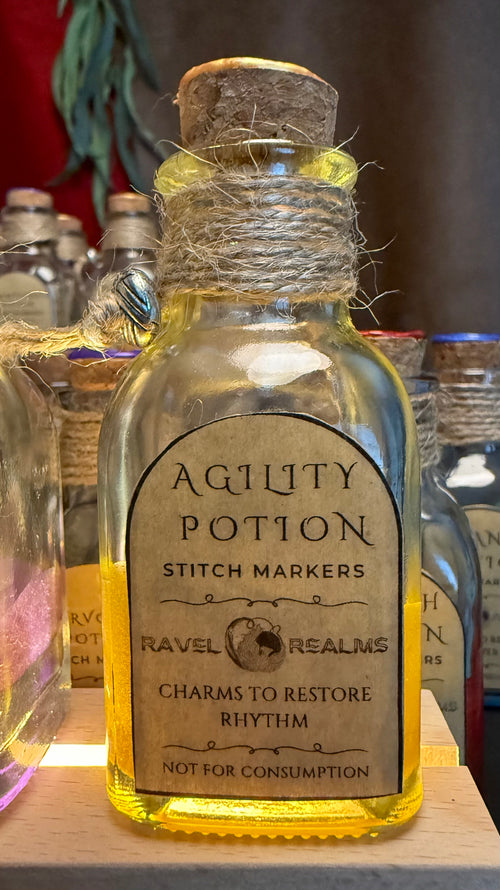 AGILITY
POTION
STITCH MARKERS
RAVEL REALMS
CHARMS TO RESTORE
RHYTHM
NOT FOR CONSUMPTION